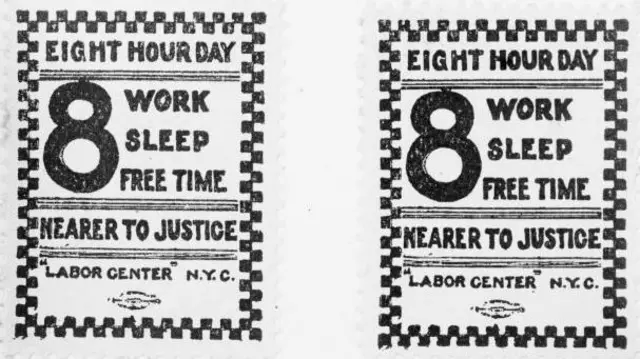 EIGHT HOUR DAY
8 WORK
SLEEP
FREE TIME
NEARER TO JUSTICE
"LABOR CENTER" N.Y.C.
EIGHT HOUR DAY
8 WORK
SLEEP
FREE TIME
NEARER TO JUSTICE
"LABOR CENTER" N.Y.C.